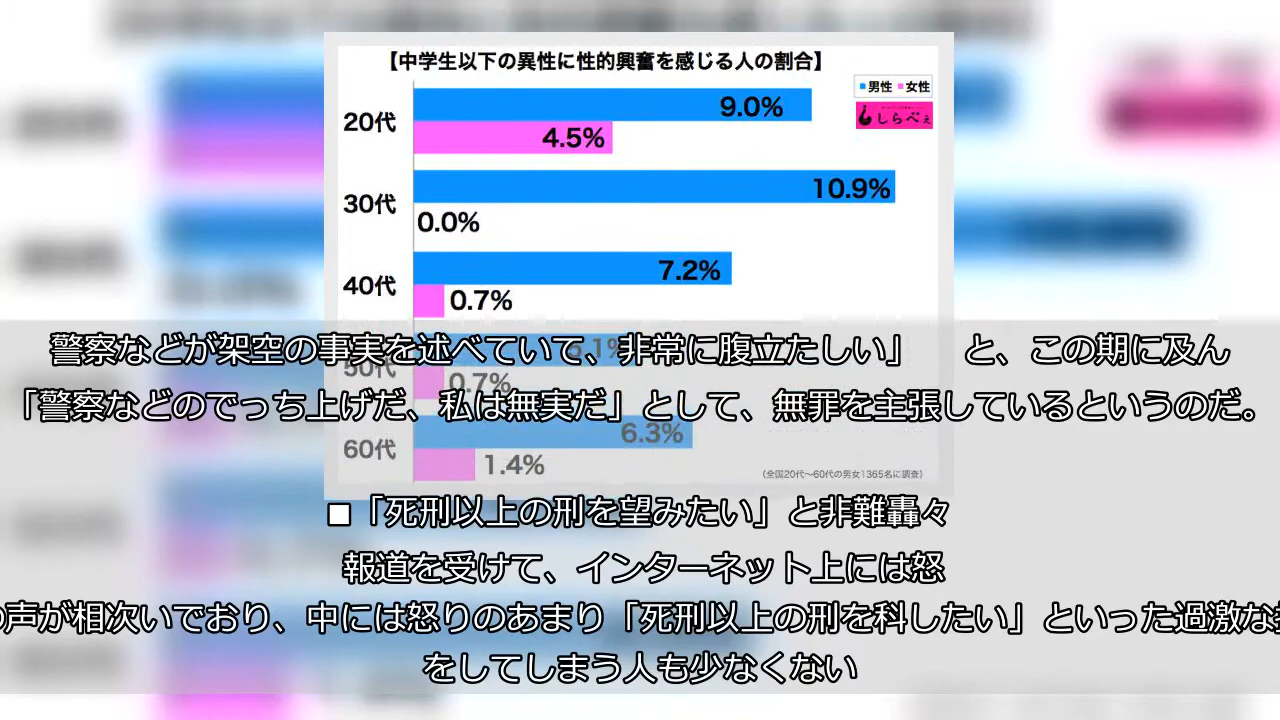 【中学生以下の異性に性的興奮を感じる人の割合】
男性 女性
しらべぇ
20代 9.0%
4.5%
30代 10.9%
0.0%
40代 7.2%
0.7%
警察などが架空の事実を述べていて、非常に腹立たしい」　と、この期に及ん
50代 1%
0.7%
「警察などのでっち上げだ、私は無実だ」として、無罪を主張しているというのだ。
60代 6.3%
1.4%
（全国20代～60代の男女1365名に調査）
■「死刑以上の刑を望みたい」と非難轟々
報道を受けて、インターネット上には怒
の声が相次いでおり、中には怒りのあまり「死刑以上の刑を科したい」といった過激な
をしてしまう人も少なくない